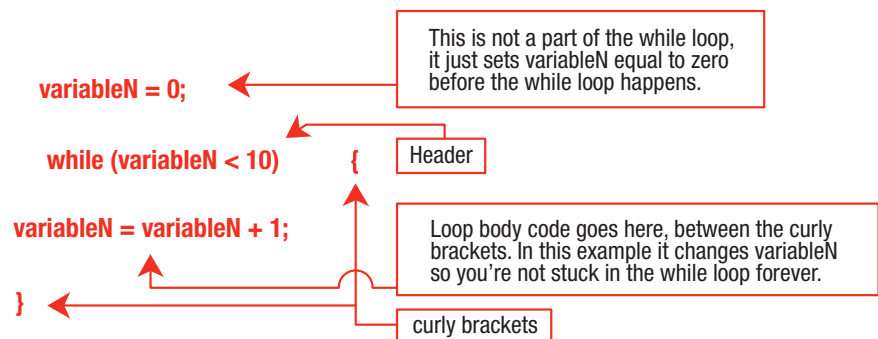 This is not a part of the while loop,
it just sets variableN equal to zero
before the while loop happens.
variableN = 0;
while (variableN < 10) {
Header
variableN = variableN + 1;
Loop body code goes here, between the curly
brackets. In this example it changes variableN
so you're not stuck in the while loop forever.
}
curly brackets